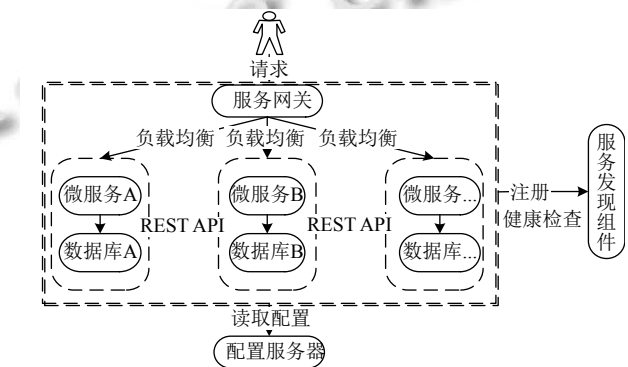 请求
服务网关
负载均衡 负载均衡 负载均衡
微服务A
REST API
微服务B
REST API
微服务...
数据库A
数据库B
数据库...
注册
健康检查
服务发现组件
读取配置
配置服务器